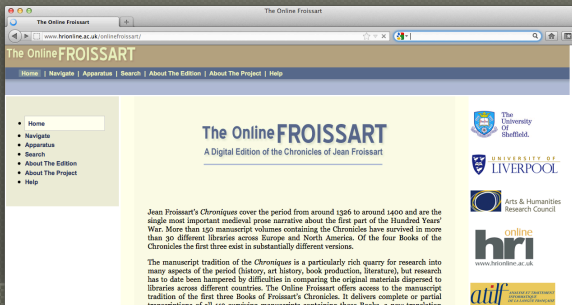 The Online Froissart
The Online Froissart
www.hrionline.ac.uk/onlinefroissart/
The Online FROISSART
Home | Navigate | Apparatus | Search | About The Edition | About The Project | Help
Home
Navigate
Apparatus
Search
About The Edition
About The Project
Help
The Online FROISSART
A Digital Edition of the Chronicles of Jean Froissart
Jean Froissart's Chroniques cover the period from around 1326 to around 1400 and are the
single most important medieval prose narrative about the first part of the Hundred Years'
War. More than 150 manuscript volumes containing the Chronicles have survived in more
than 30 different libraries across Europe and North America. Of the four Books of the
Chronicles the first three exist in substantially different versions.
The manuscript tradition of the Chroniques is a particularly rich quarry for research into
many aspects of the period (history, art history, book production, literature), but research
has to date been hampered by difficulties in comparing the original materials dispersed to
libraries across different countries. The Online Froissart offers access to the manuscript
tradition of the first three Books of Froissart's Chronicles. It delivers complete or partial
The
University
Of
Sheffield.
UNIVERSITY OF
LIVERPOOL
Arts & Humanities
Research Council
online
hri
www.hrionline.ac.uk
atilf